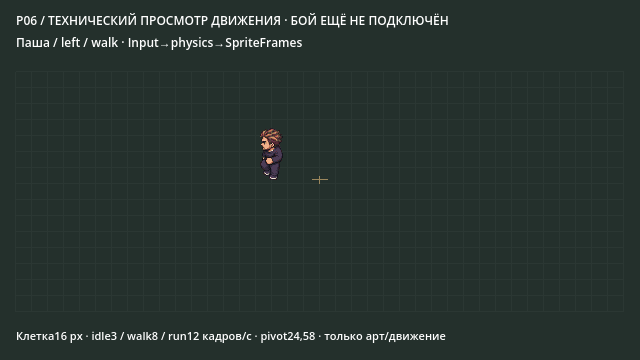 P06 / ТЕХНИЧЕСКИЙ ПРОСМОТР ДВИЖЕНИЯ · БОЙ ЕЩЁ НЕ ПОДКЛЮЧЁН
Паша / left / walk · Input→physics→SpriteFrames
Клетка16 px · idle3 / walk8 / run12 кадров/с · pivot24,58 · только арт/движение